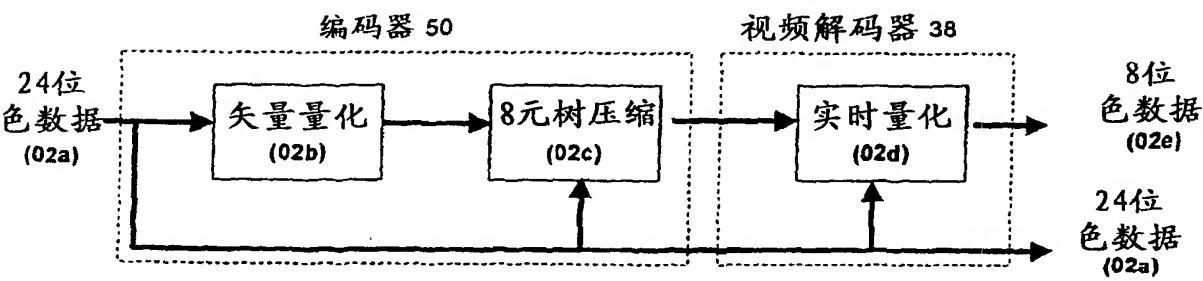 编码器 50
视频解码器 38
24位
色数据
(02a)
矢量量化
(02b)
8元树压缩
(02c)
实时量化
(02d)
8位
色数据
(02e)
24位
色数据
(02a)